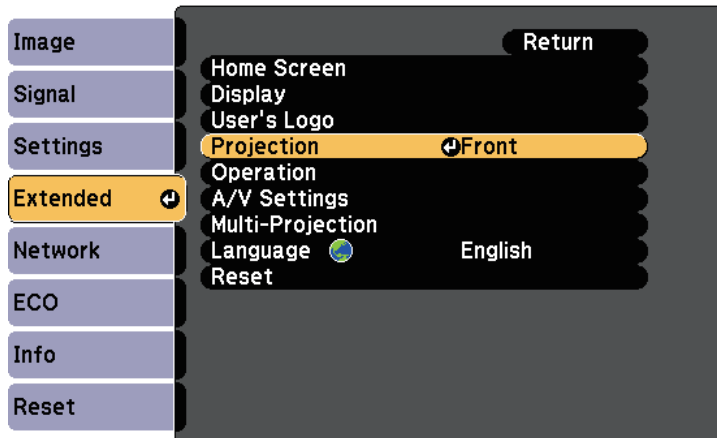 Image
Signal
Settings
Extended
Network
ECO
Info
Reset
Return
Home Screen
Display
User's Logo
Projection Front
Operation
A/V Settings
Multi-Projection
Language English
Reset